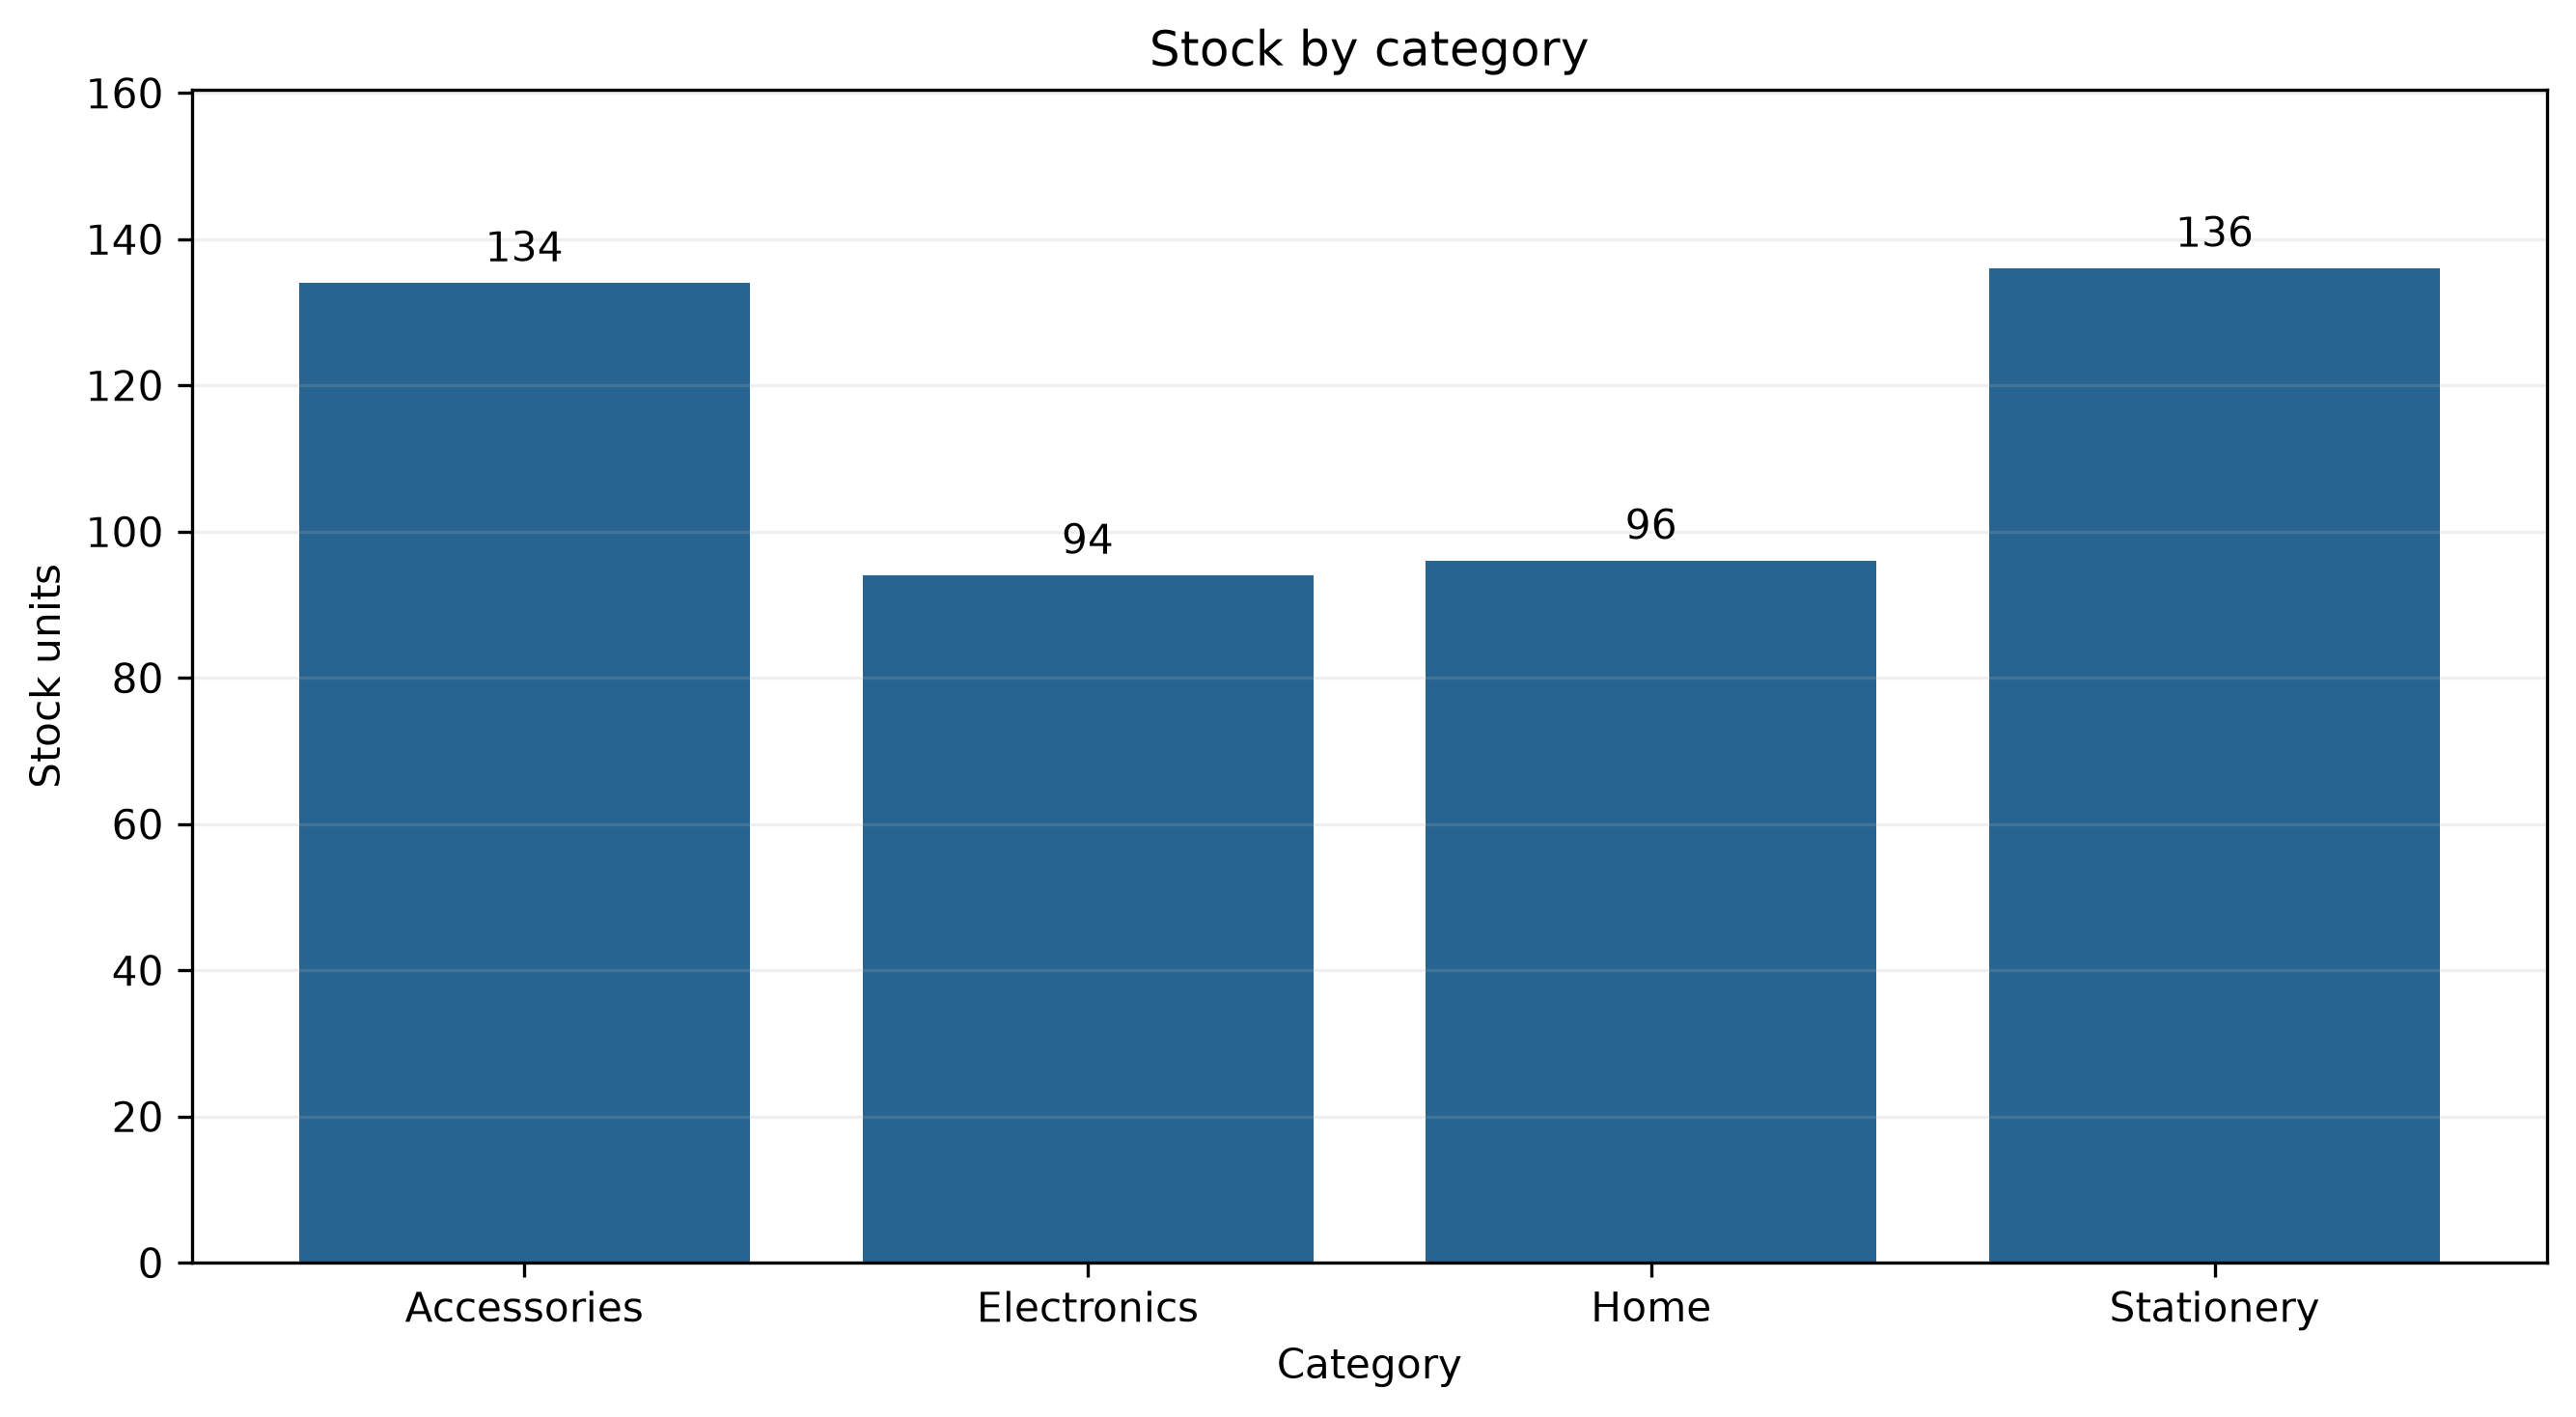 Stock by category
160
140
120
100
80
60
40
20
0
Stock units
134
94
96
136
Accessories
Electronics
Home
Stationery
Category